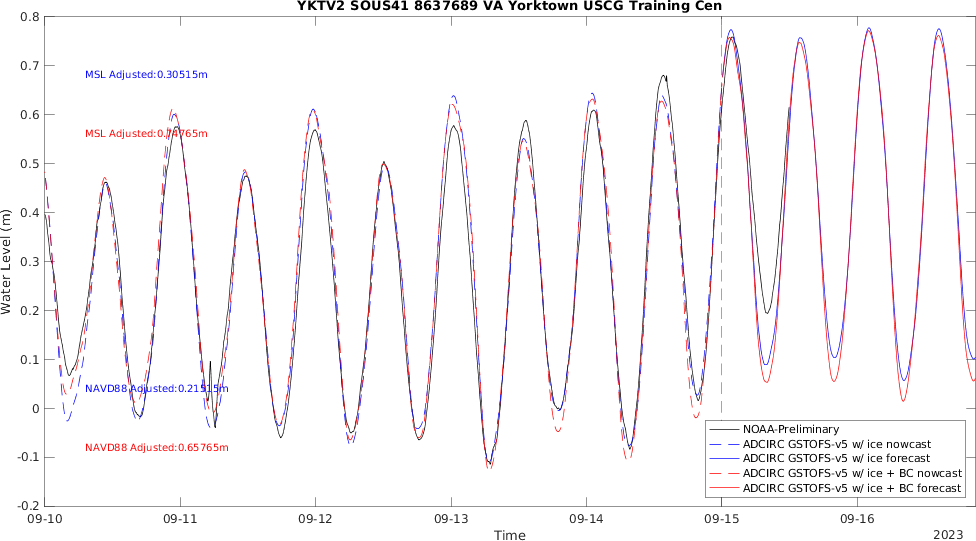 YKTV2 SOUS41 8637689 VA Yorktown USCG Training Cen
0.8
0.7
0.6
0.5
0.4
0.3
0.2
0.1
0
-0.1
-0.2
Water Level (m)
MSL Adjusted:0.30515m
MSL Adjusted:0.74765m
NAVD88 Adjusted:0.21515m
NAVD88 Adjusted:0.65765m
NOAA-Preliminary
ADCIRC GSTOFS-v5 w/ ice nowcast
ADCIRC GSTOFS-v5 w/ ice forecast
ADCIRC GSTOFS-v5 w/ ice + BC nowcast
ADCIRC GSTOFS-v5 w/ ice + BC forecast
09-10 09-11 09-12 09-13 09-14 09-15 09-16
Time
2023